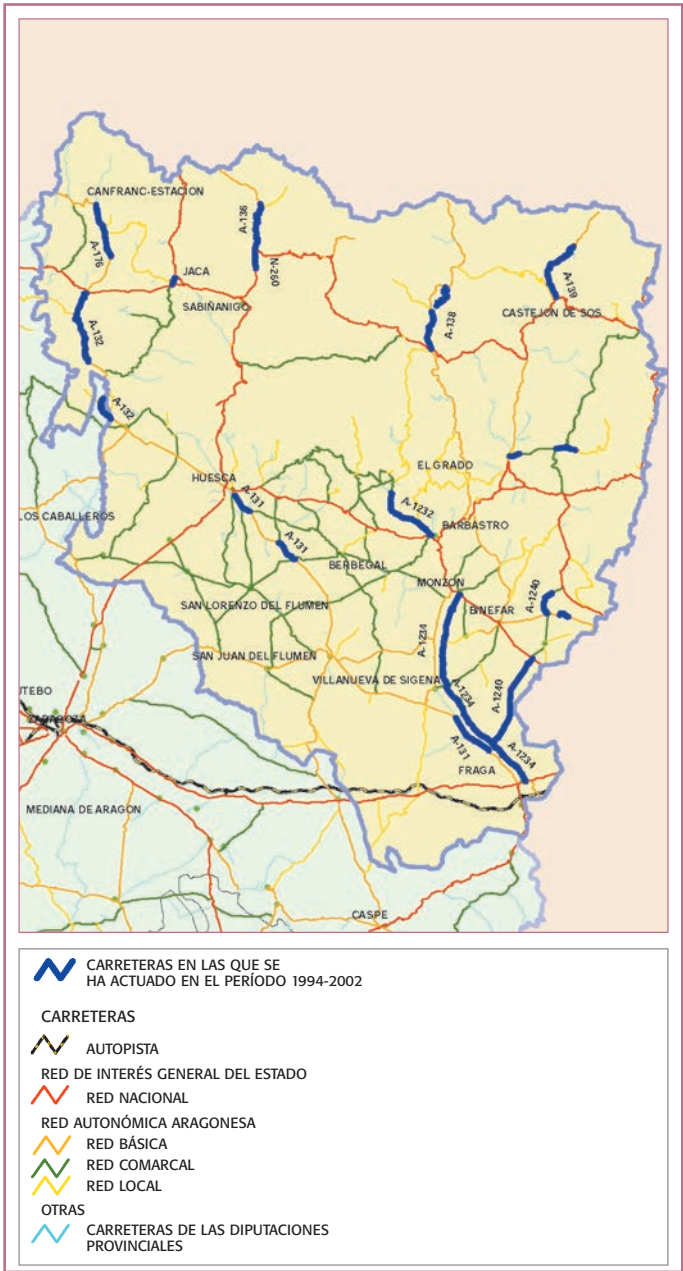 CANFRANC-ESTACION
A-136
A-176
JACA
N-260
A-139
SABIÑANIGO
CASTEJON DE SOS
A-138
A-132
A-132
EL GRADO
HUESCA
A-131
A-1232
LOS CABALLEROS
BARBASTRO
A-131
BERBEGAL
MONZON
A-1240
SAN LORENZO DEL FLUMEN
BINEFAR
A-1234
SAN JUAN DEL FLUMEN
VILLANUEVA DE SIGENA
A-1234
A-1240
UTEBO
ZARAGOZA
A-131
A-1234
FRAGA
MEDIANA DE ARAGON
CASPE
CARRETERAS EN LAS QUE SE
HA ACTUADO EN EL PERÍODO 1994-2002
CARRETERAS
AUTOPISTA
RED DE INTERÉS GENERAL DEL ESTADO
RED NACIONAL
RED AUTONÓMICA ARAGONESA
RED BÁSICA
RED COMARCAL
RED LOCAL
OTRAS
CARRETERAS DE LAS DIPUTACIONES
PROVINCIALES